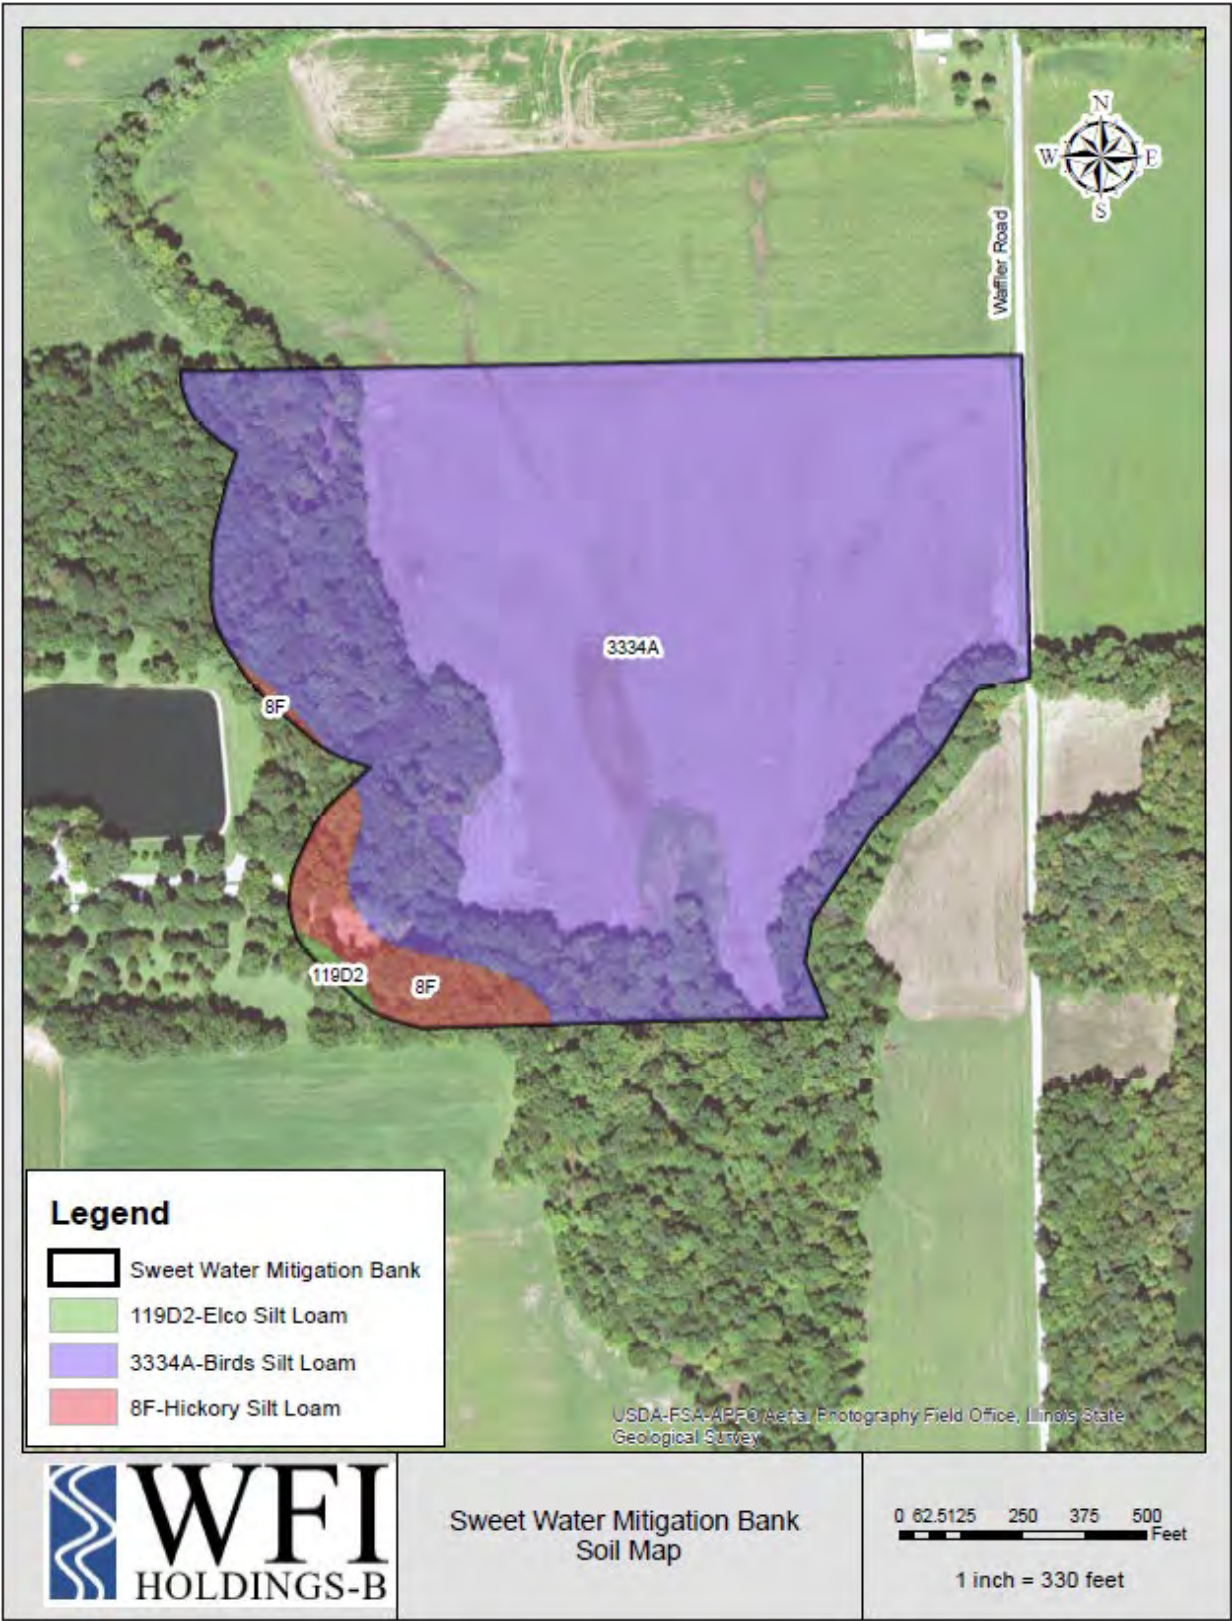 N
W E
S
Waffler Road
3334A
8F
119D2
8F
Legend
Sweet Water Mitigation Bank
119D2-Elco Silt Loam
3334A-Birds Silt Loam
8F-Hickory Silt Loam
USDA-FSA-APFO Aerial Photography Field Office, Illinois State
Geological Survey
WFI
HOLDINGS-B
Sweet Water Mitigation Bank
Soil Map
0 62.5125 250 375 500
Feet
1 inch = 330 feet